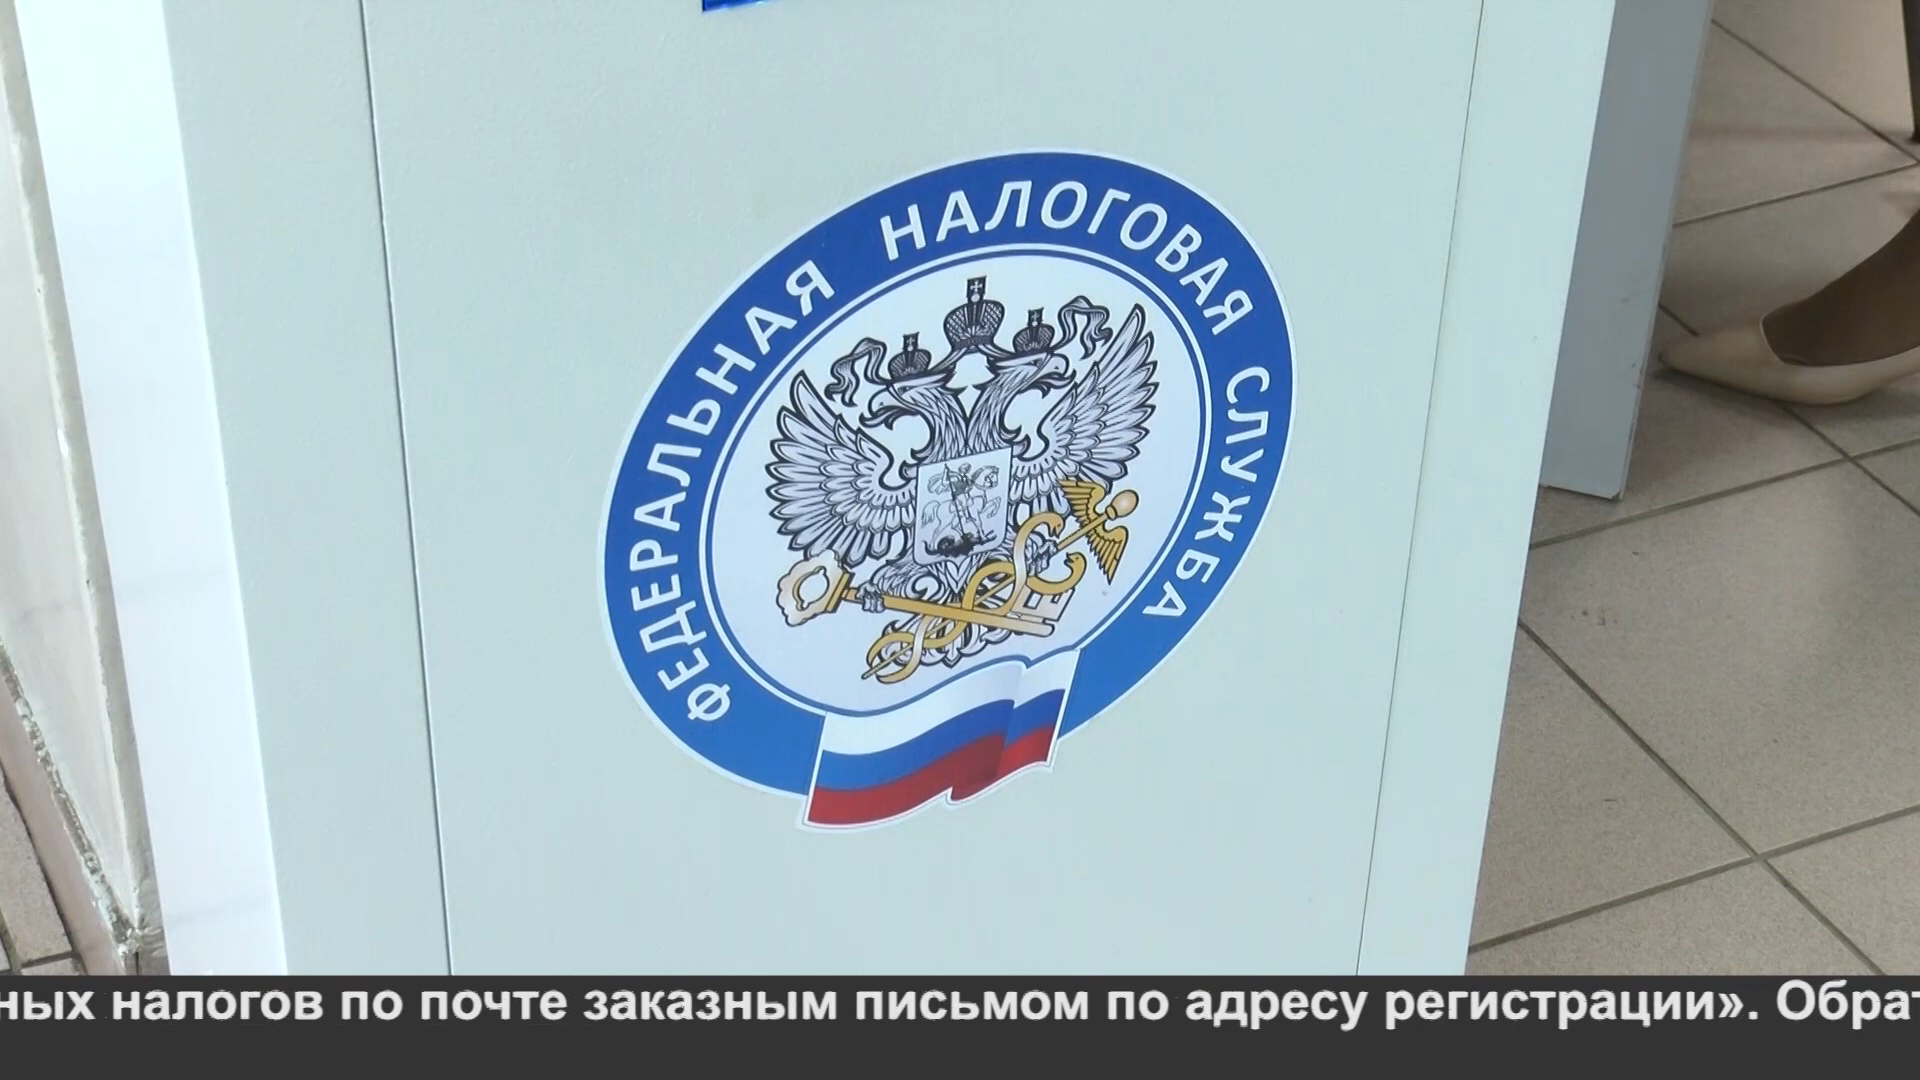 ФЕДЕРАЛЬНАЯ НАЛОГОВАЯ СЛУЖБА
ных налогов по почте заказным письмом по адресу регистрации». Обрат